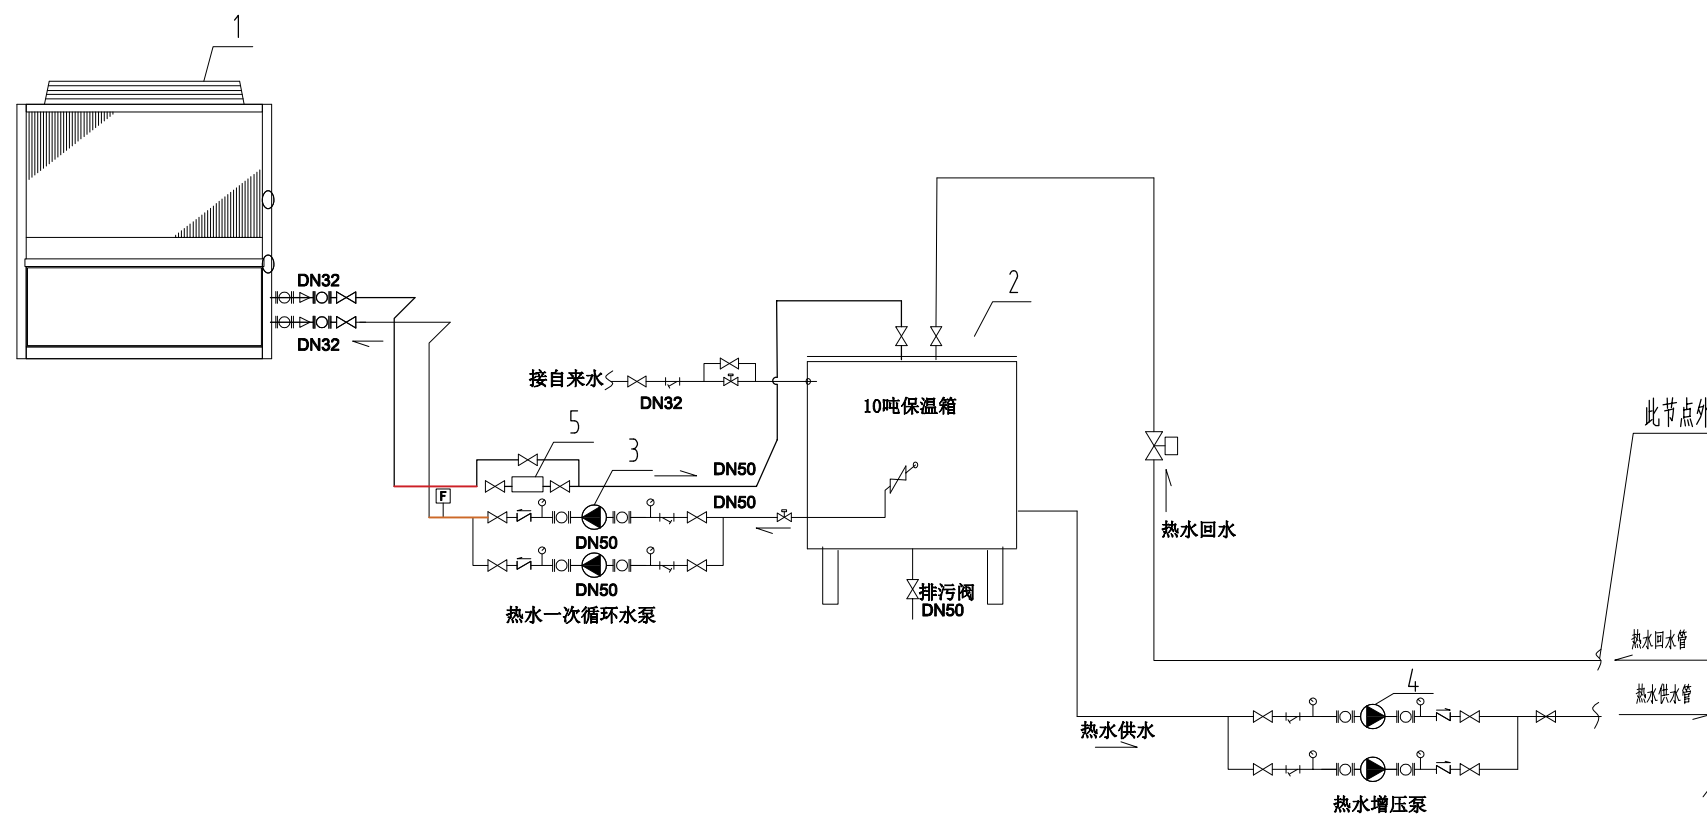 1
DN32
DN32
2
接自来水
DN32
10吨保温箱
5
3
DN50
DN50
F
DN50
DN50
热水一次循环水泵
排污阀
DN50
热水回水
此节点外
热水回水管
热水供水管
4
热水供水
热水增压泵